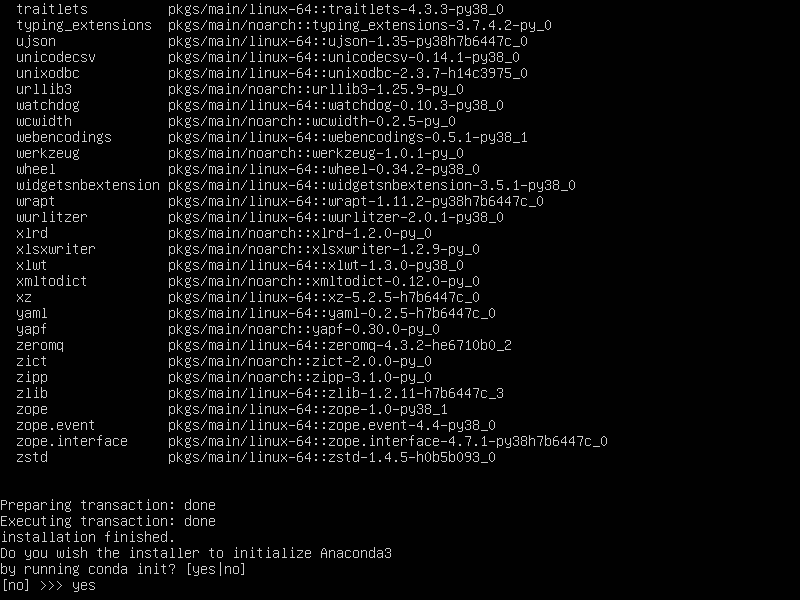 traitlets pkgs/main/linux-64::traitlets-4.3.3-py38_0
typing_extensions pkgs/main/noarch::typing_extensions-3.7.4.2-py_0
ujson pkgs/main/linux-64::ujson-1.35-py38h7b6447c_0
unicodecsv pkgs/main/linux-64::unicodecsv-0.14.1-py38_0
unixodbc pkgs/main/linux-64::unixodbc-2.3.7-h14c3975_0
urllib3 pkgs/main/noarch::urllib3-1.25.9-py_0
watchdog pkgs/main/linux-64::watchdog-0.10.3-py38_0
wcwidth pkgs/main/noarch::wcwidth-0.2.5-py_0
webencodings pkgs/main/linux-64::webencodings-0.5.1-py38_1
werkzeug pkgs/main/noarch::werkzeug-1.0.1-py_0
wheel pkgs/main/linux-64::wheel-0.34.2-py38_0
widgetsnbextension pkgs/main/linux-64::widgetsnbextension-3.5.1-py38_0
wrapt pkgs/main/linux-64::wrapt-1.11.2-py38h7b6447c_0
wurlitzer pkgs/main/linux-64::wurlitzer-2.0.1-py38_0
xlrd pkgs/main/noarch::xlrd-1.2.0-py_0
xlsxwriter pkgs/main/noarch::xlsxwriter-1.2.9-py_0
xlwt pkgs/main/linux-64::xlwt-1.3.0-py38_0
xmltodict pkgs/main/noarch::xmltodict-0.12.0-py_0
xz pkgs/main/linux-64::xz-5.2.5-h7b6447c_0
yaml pkgs/main/linux-64::yaml-0.2.5-h7b6447c_0
yapf pkgs/main/noarch::yapf-0.30.0-py_0
zeromq pkgs/main/linux-64::zeromq-4.3.2-he6710b0_2
zict pkgs/main/noarch::zict-2.0.0-py_0
zipp pkgs/main/noarch::zipp-3.1.0-py_0
zlib pkgs/main/linux-64::zlib-1.2.11-h7b6447c_3
zope pkgs/main/linux-64::zope-1.0-py38_1
zope.event pkgs/main/linux-64::zope.event-4.4-py38_0
zope.interface pkgs/main/linux-64::zope.interface-4.7.1-py38h7b6447c_0
zstd pkgs/main/linux-64::zstd-1.4.5-h0b5b093_0
Preparing transaction: done
Executing transaction: done
installation finished.
Do you wish the installer to initialize Anaconda3
by running conda init? [yes|no]
[no] >>> yes